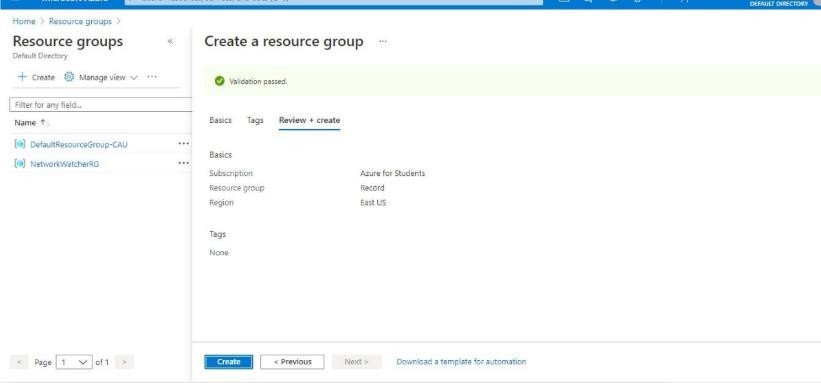 DEFAULT DIRECTORY
Home > Resource groups >
Resource groups «
Default Directory
+ Create Manage view ...
Filter for any field...
Name ↑↓
DefaultResourceGroup-CAU ...
NetworkWatcherRG ...
< Page 1 of 1 >
Create a resource group ...
Validation passed.
Basics Tags Review + create
Basics
Subscription Azure for Students
Resource group Record
Region East US
Tags
None
Create < Previous Next > Download a template for automation